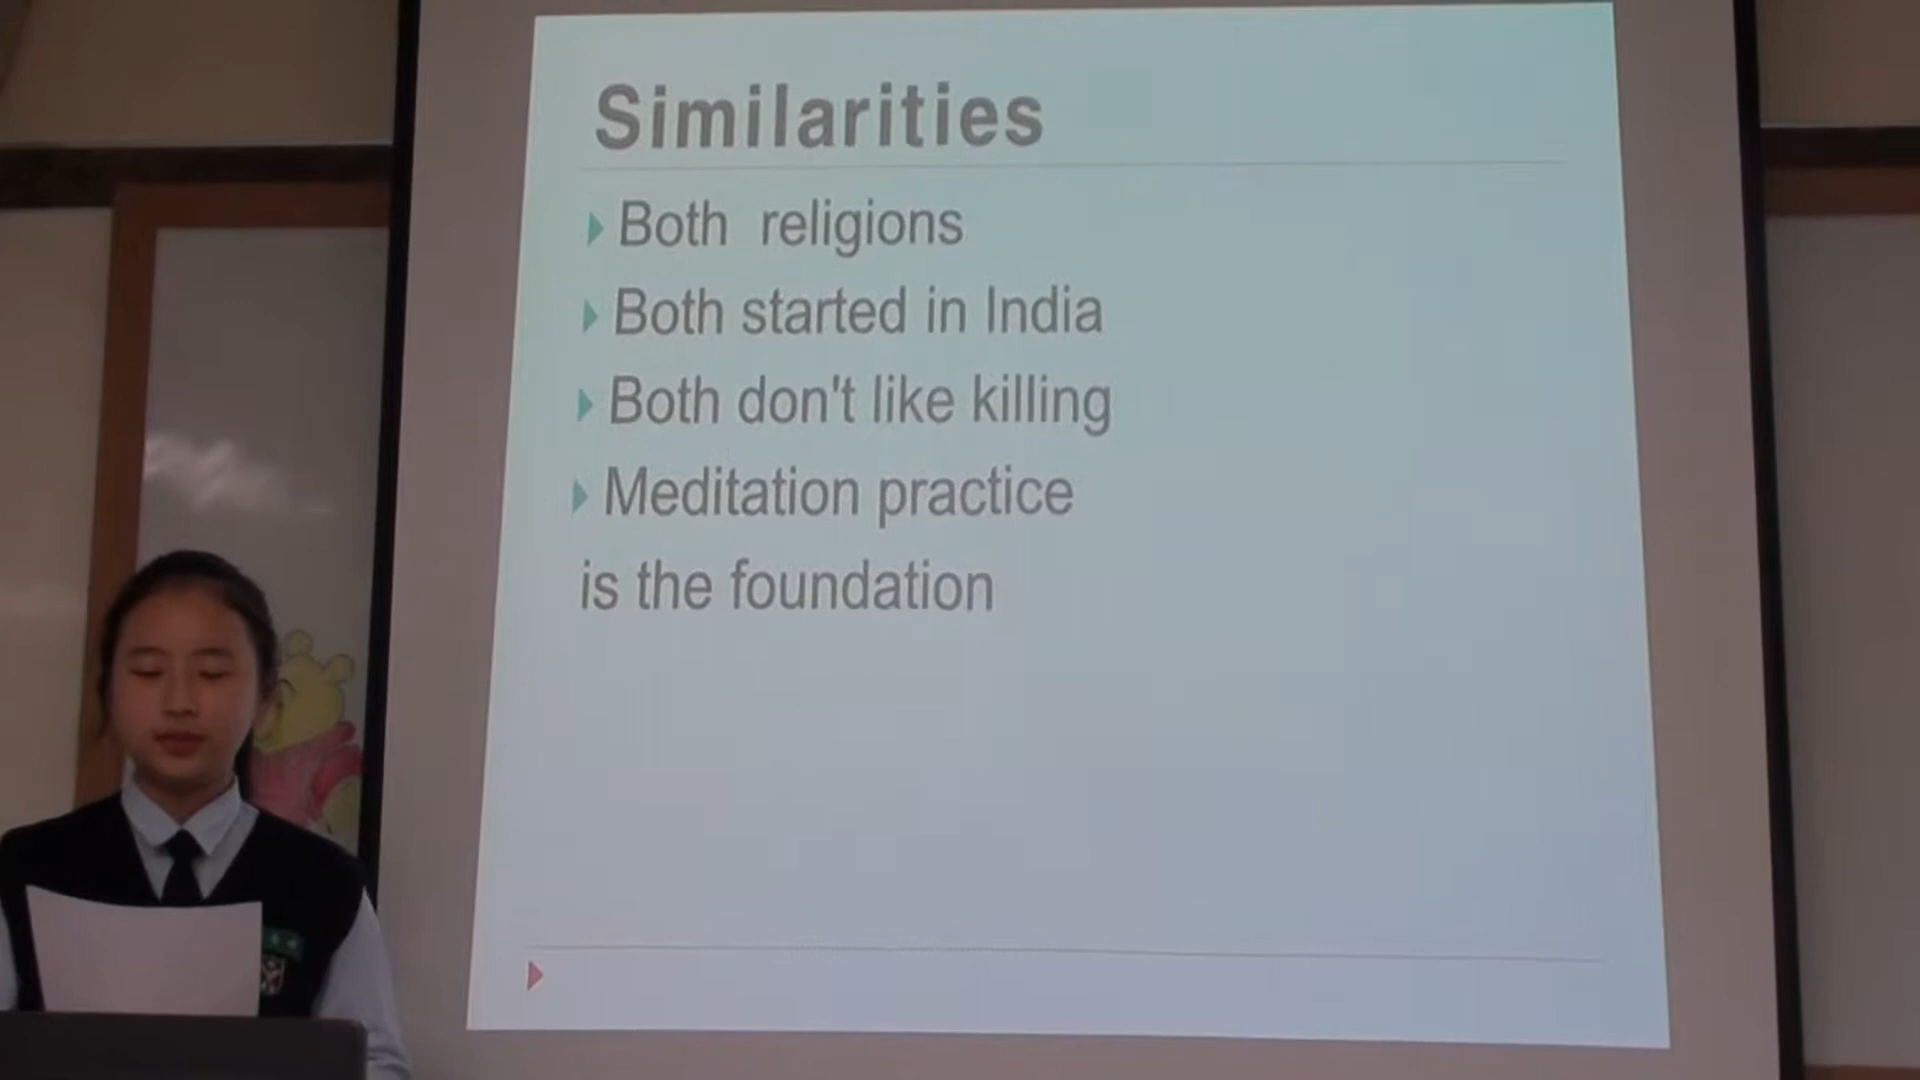 Similarities
Both religions
Both started in India
Both don't like killing
Meditation practice
is the foundation